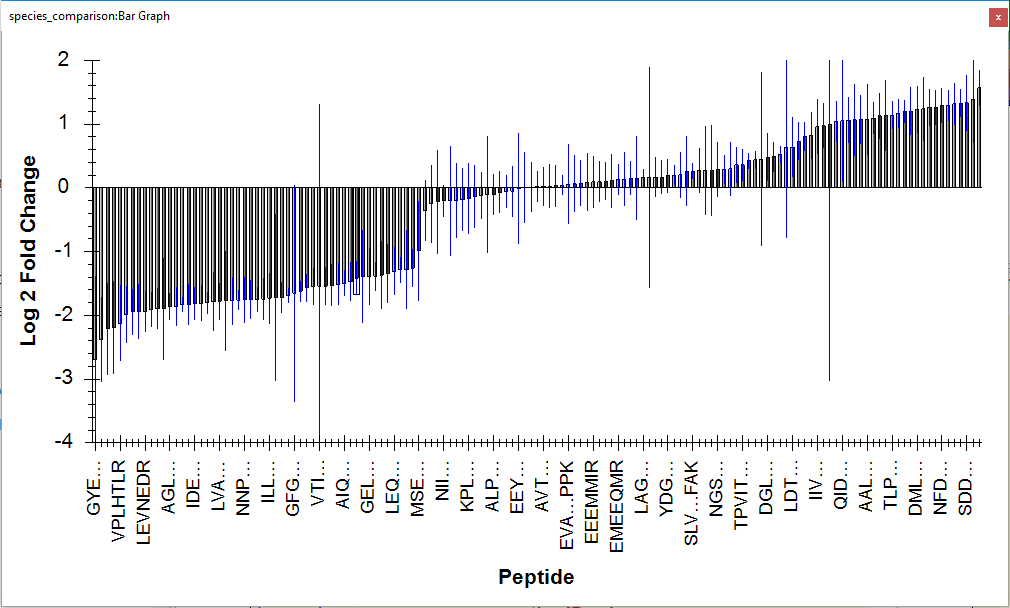 species_comparison:Bar Graph
x
2
1
0
-1
-2
-3
-4
Log 2 Fold Change
GYE...
VPLHTLR
LEVNEDR
AGL...
IDE...
LVA...
NNP...
ILL...
GFG...
VTI...
AIQ...
GEL...
LEQ...
MSE...
NII...
KPL...
ALP...
EEY...
AVT...
EVA...PPK
EEEMMIR
EMEEQMR
LAG...
YDG...
SLV...FAK
NGS...
TPVIT...
DGL...
LDT...
IIV...
QID...
AAL...
TLP...
DML...
NFD...
SDD...
Peptide